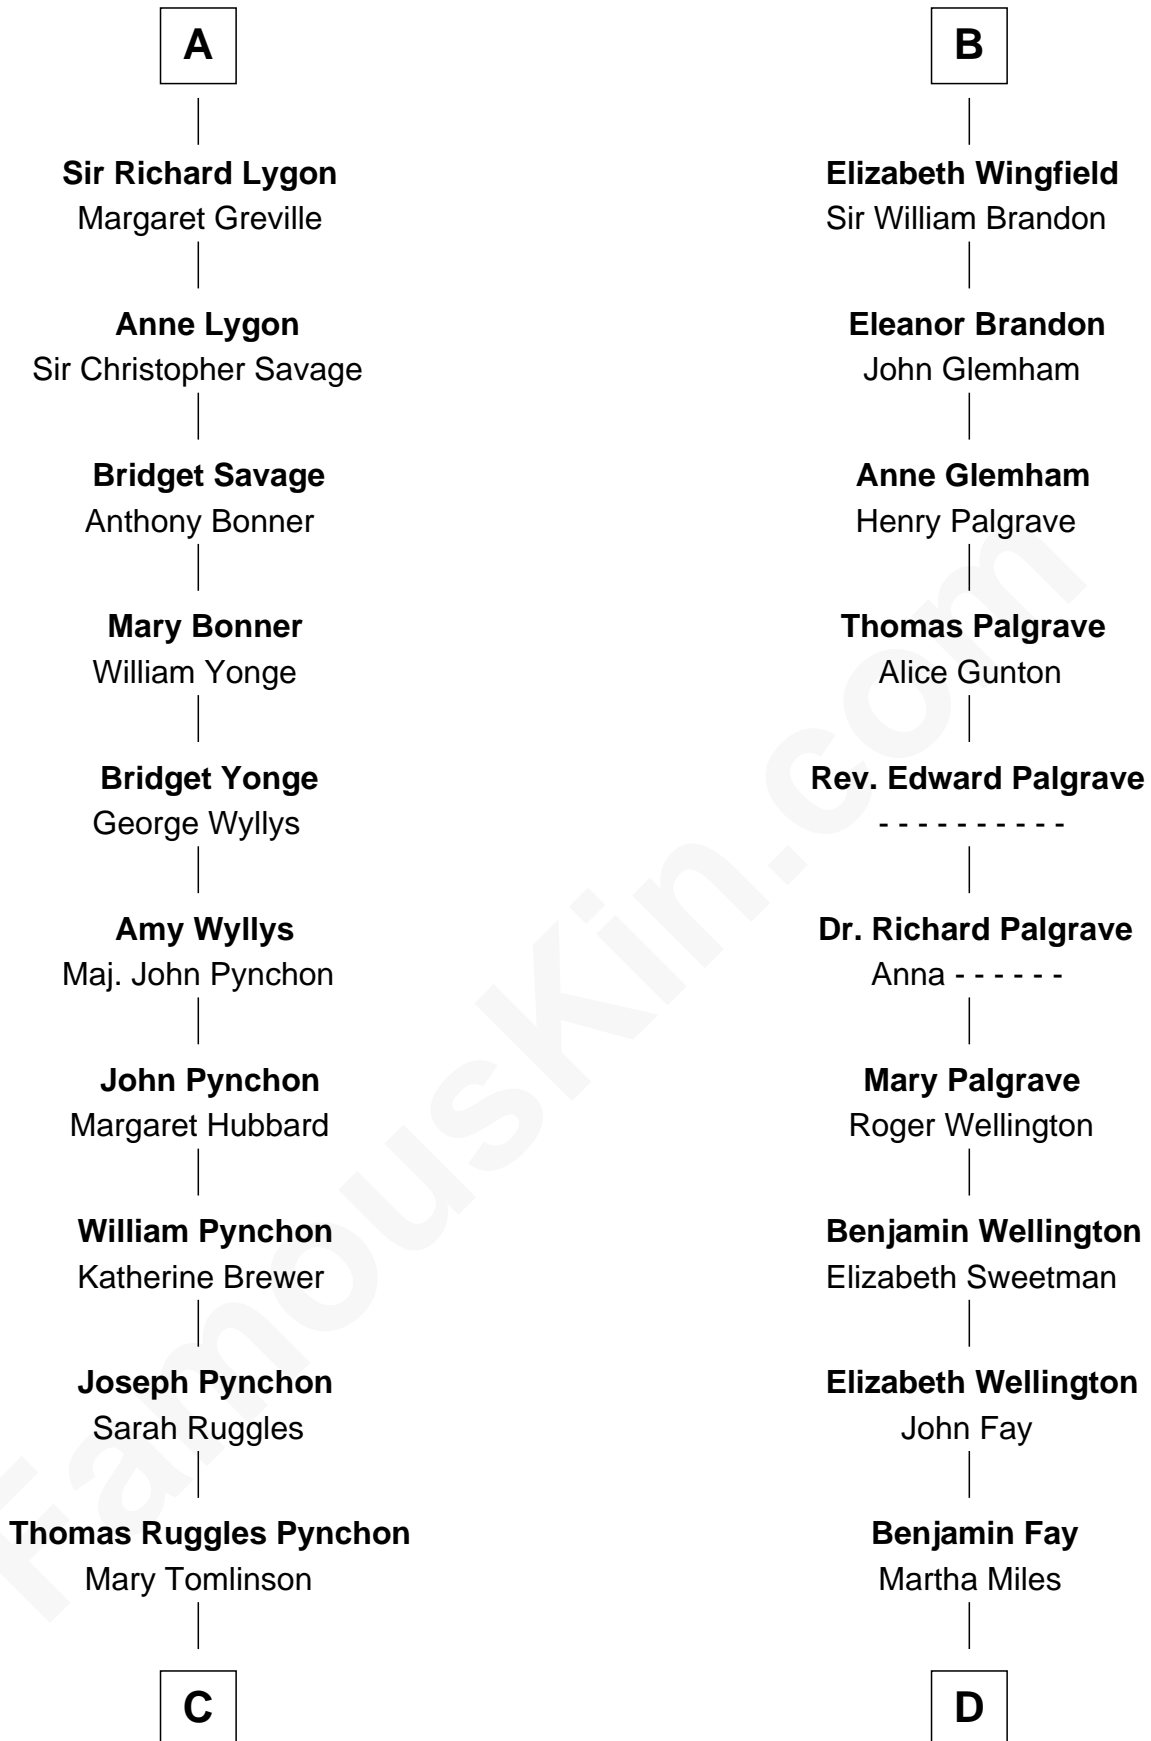 A
Sir Richard Lygon
Margaret Greville
Anne Lygon
Sir Christopher Savage
Bridget Savage
Anthony Bonner
Mary Bonner
William Yonge
Bridget Yonge
George Wyllys
Amy Wyllys
Maj. John Pynchon
John Pynchon
Margaret Hubbard
William Pynchon
Katherine Brewer
Joseph Pynchon
Sarah Ruggles
Thomas Ruggles Pynchon
Mary Tomlinson
C
B
Elizabeth Wingfield
Sir William Brandon
Eleanor Brandon
John Glemham
Anne Glemham
Henry Palgrave
Thomas Palgrave
Alice Gunton
Rev. Edward Palgrave
- - - - - - - - - -
Dr. Richard Palgrave
Anna - - - - - -
Mary Palgrave
Roger Wellington
Benjamin Wellington
Elizabeth Sweetman
Elizabeth Wellington
John Fay
Benjamin Fay
Martha Miles
D
FamousKin.com